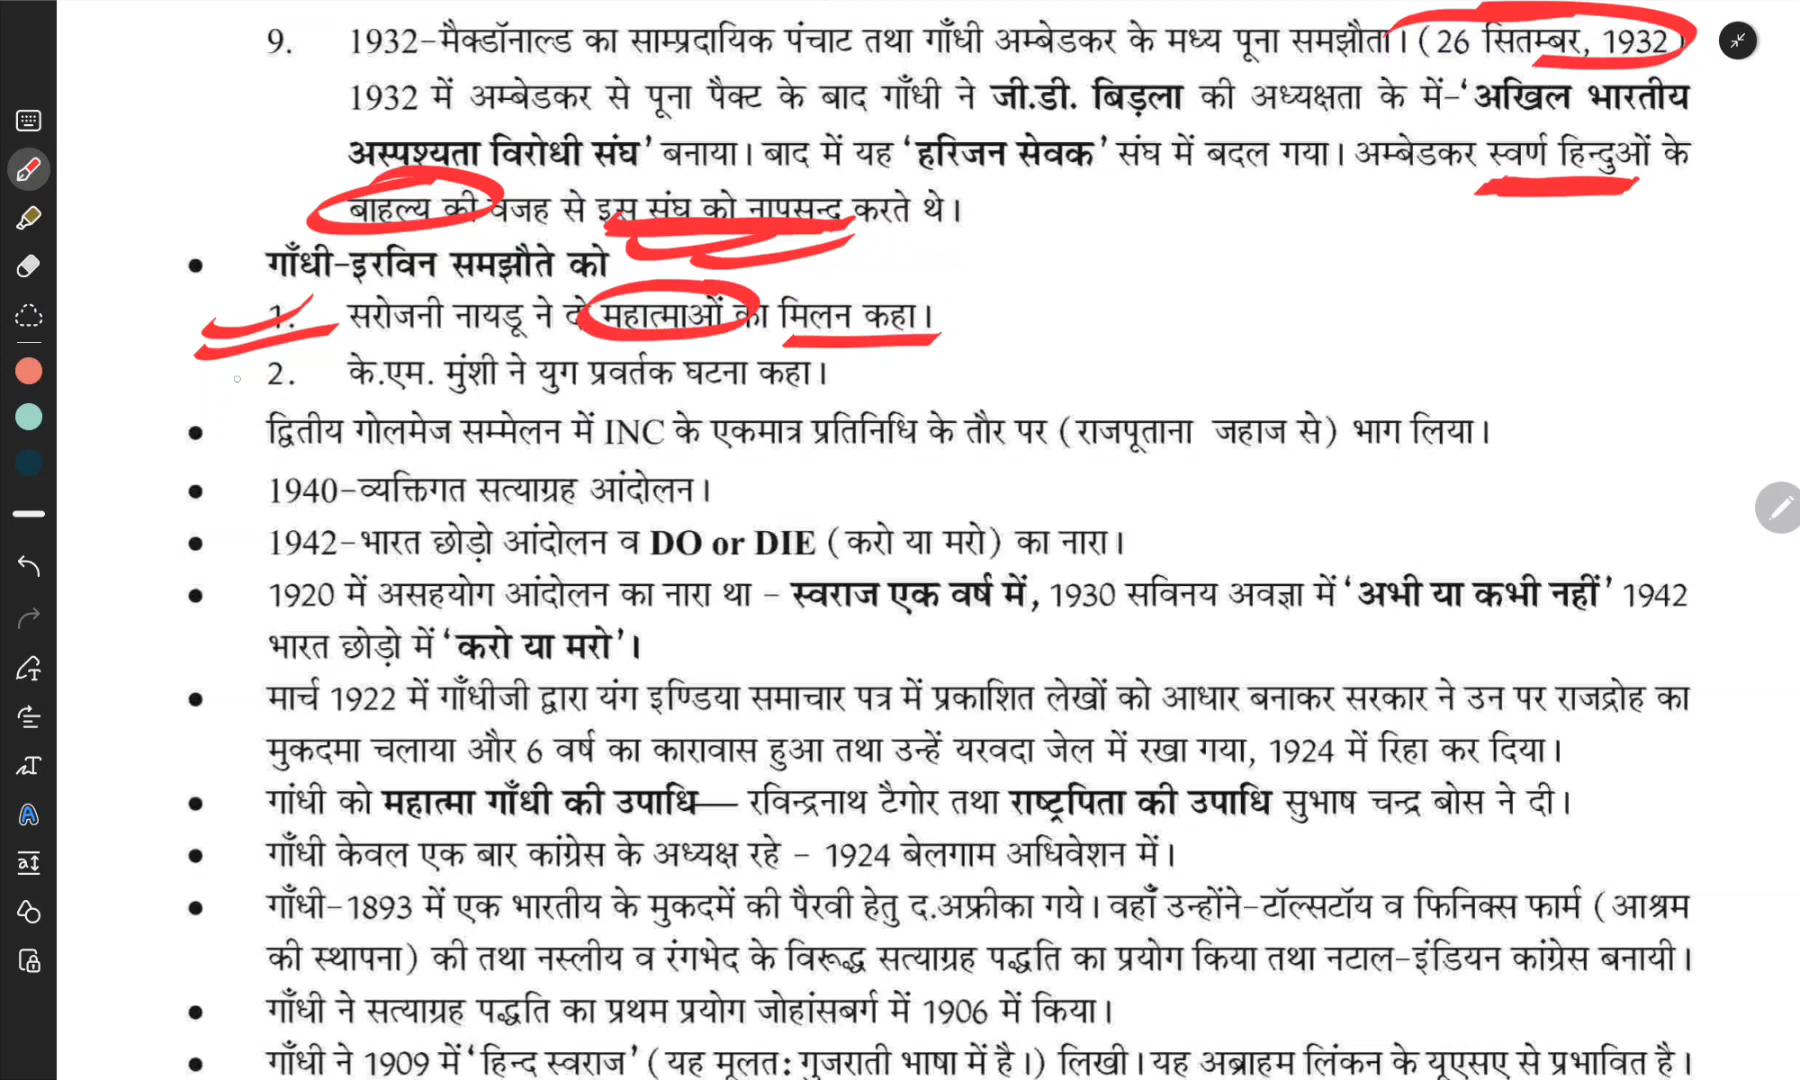 9. 1932-मैक्डॉनाल्ड का साम्प्रदायिक पंचाट तथा गाँधी अम्बेडकर के मध्य पूना समझौता। (26 सितम्बर, 1932)
1932 में अम्बेडकर से पूना पैक्ट के बाद गाँधी ने जी.डी. बिड़ला की अध्यक्षता के में-‘अखिल भारतीय
अस्पश्यता विरोधी संघ’ बनाया। बाद में यह ‘हरिजन सेवक’ संघ में बदल गया। अम्बेडकर स्वर्ण हिन्दुओं के
बाहल्य की वजह से इस संघ को नापसन्द करते थे।
• गाँधी-इरविन समझौते को
1. सरोजनी नायडू ने दो महात्माओं का मिलन कहा।
2. के.एम. मुंशी ने युग प्रवर्तक घटना कहा।
• द्वितीय गोलमेज सम्मेलन में INC के एकमात्र प्रतिनिधि के तौर पर (राजपूताना जहाज से) भाग लिया।
• 1940-व्यक्तिगत सत्याग्रह आंदोलन।
• 1942-भारत छोड़ो आंदोलन व DO or DIE (करो या मरो) का नारा।
• 1920 में असहयोग आंदोलन का नारा था - स्वराज एक वर्ष में, 1930 सविनय अवज्ञा में ‘अभी या कभी नहीं’ 1942
भारत छोड़ो में ‘करो या मरो’।
• मार्च 1922 में गाँधीजी द्वारा यंग इण्डिया समाचार पत्र में प्रकाशित लेखों को आधार बनाकर सरकार ने उन पर राजद्रोह का
मुकदमा चलाया और 6 वर्ष का कारावास हुआ तथा उन्हें यरवदा जेल में रखा गया, 1924 में रिहा कर दिया।
• गांधी को महात्मा गाँधी की उपाधि— रविन्द्रनाथ टैगोर तथा राष्ट्रपिता की उपाधि सुभाष चन्द्र बोस ने दी।
• गाँधी केवल एक बार कांग्रेस के अध्यक्ष रहे - 1924 बेलगाम अधिवेशन में।
• गाँधी-1893 में एक भारतीय के मुकदमें की पैरवी हेतु द.अफ्रीका गये। वहाँ उन्होंने-टॉल्सटॉय व फिनिक्स फार्म (आश्रम
की स्थापना) की तथा नस्लीय व रंगभेद के विरूद्ध सत्याग्रह पद्धति का प्रयोग किया तथा नटाल-इंडियन कांग्रेस बनायी।
• गाँधी ने सत्याग्रह पद्धति का प्रथम प्रयोग जोहांसबर्ग में 1906 में किया।
• गाँधी ने 1909 में ‘हिन्द स्वराज’ (यह मूलत: गुजराती भाषा में है।) लिखी। यह अब्राहम लिंकन के यूएसए से प्रभावित है।